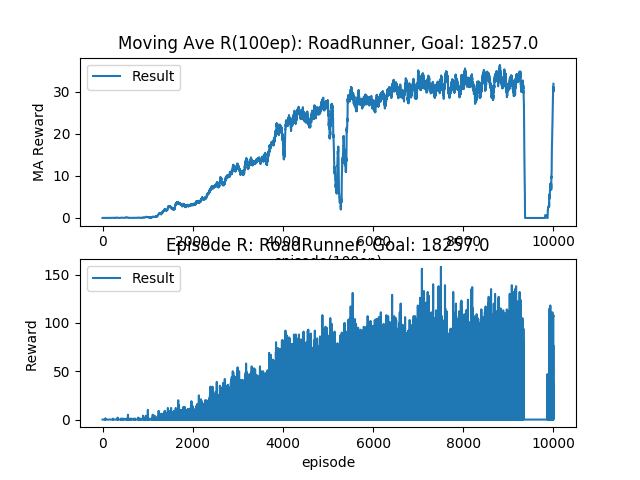 Moving Ave R(100ep): RoadRunner, Goal: 18257.0
Result
MA Reward
30
20
10
0
0 2000 4000 6000 8000 10000
episode(100ep)
Episode R: RoadRunner, Goal: 18257.0
Result
Reward
150
100
50
0
0 2000 4000 6000 8000 10000
episode